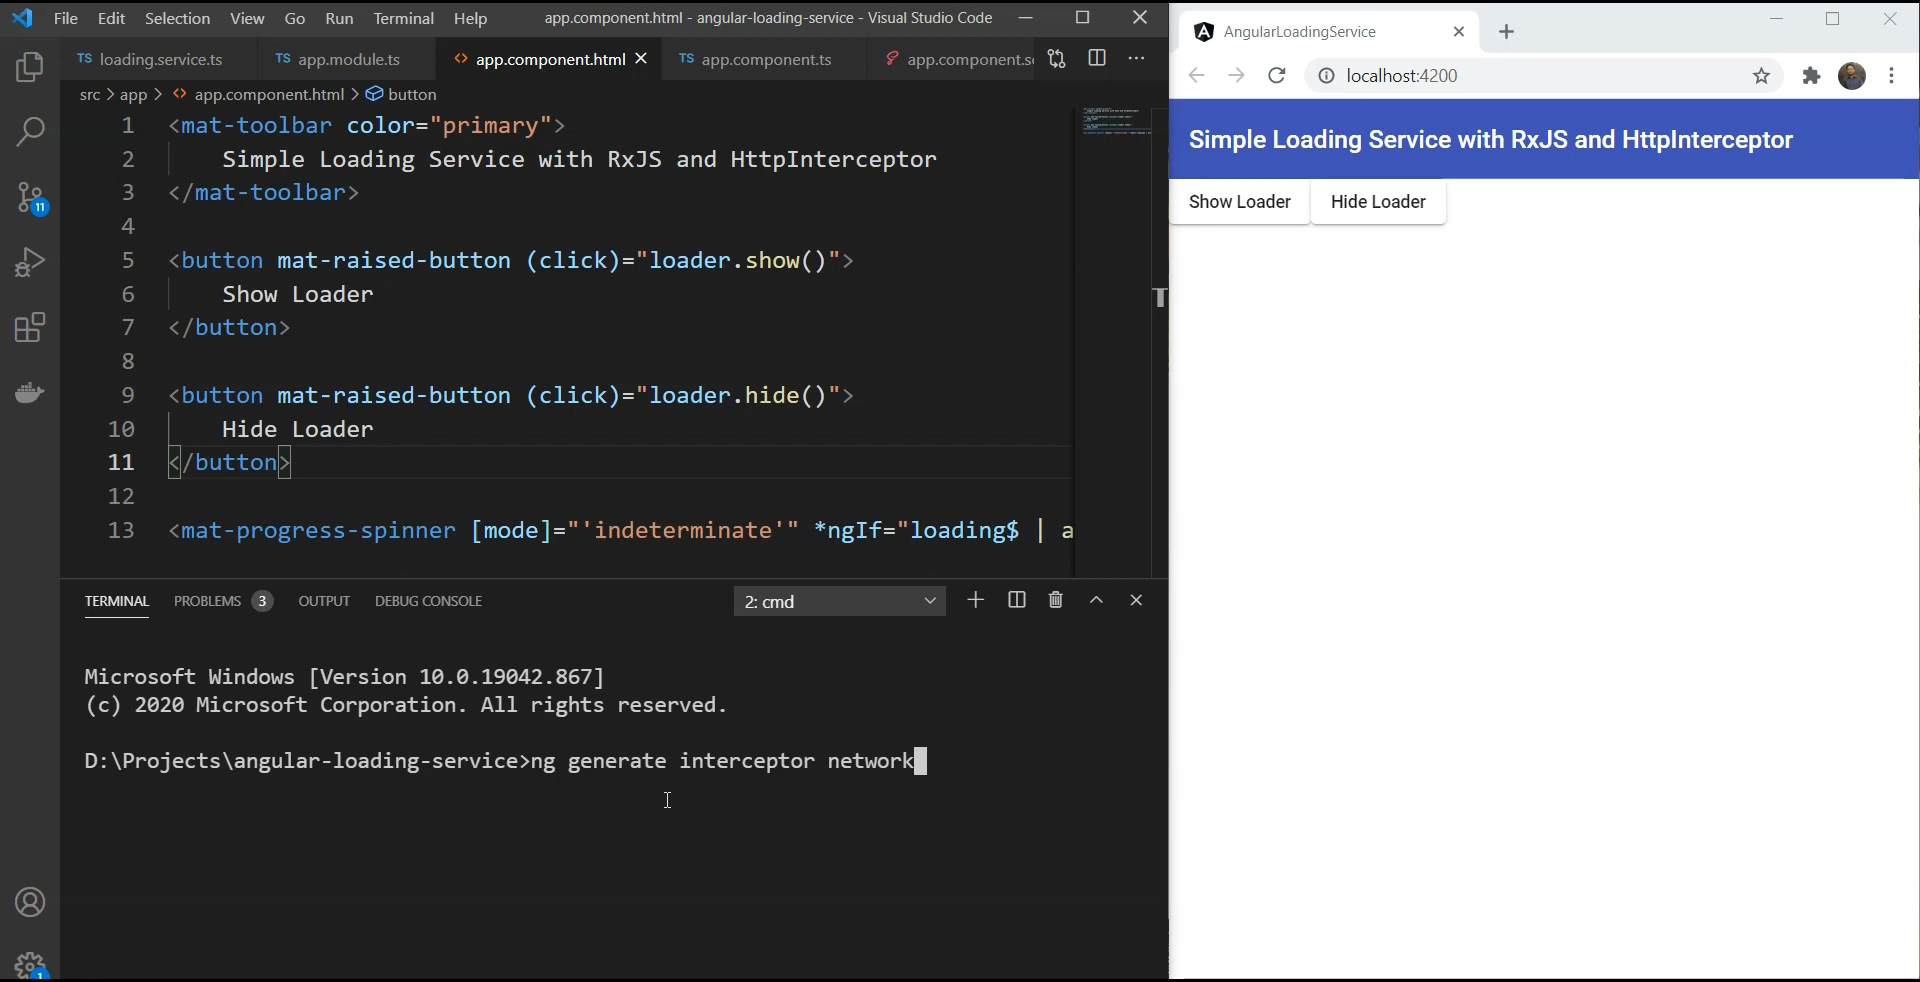 File Edit Selection View Go Run Terminal Help app.component.html - angular-loading-service - Visual Studio Code
TS loading.service.ts TS app.module.ts <> app.component.html TS app.component.ts app.component.s
src > app > <> app.component.html > button
1 <mat-toolbar color="primary">
2 Simple Loading Service with RxJS and HttpInterceptor
3 </mat-toolbar>
4
5 <button mat-raised-button (click)="loader.show()">
6 Show Loader
7 </button>
8
9 <button mat-raised-button (click)="loader.hide()">
10 Hide Loader
11 </button>
12
13 <mat-progress-spinner [mode]="'indeterminate'" *ngIf="loading$ | a
11
1
TERMINAL PROBLEMS 3 OUTPUT DEBUG CONSOLE 2: cmd
Microsoft Windows [Version 10.0.19042.867]
(c) 2020 Microsoft Corporation. All rights reserved.
D:\Projects\angular-loading-service>ng generate interceptor network
AngularLoadingService
localhost:4200
Simple Loading Service with RxJS and HttpInterceptor
Show Loader Hide Loader